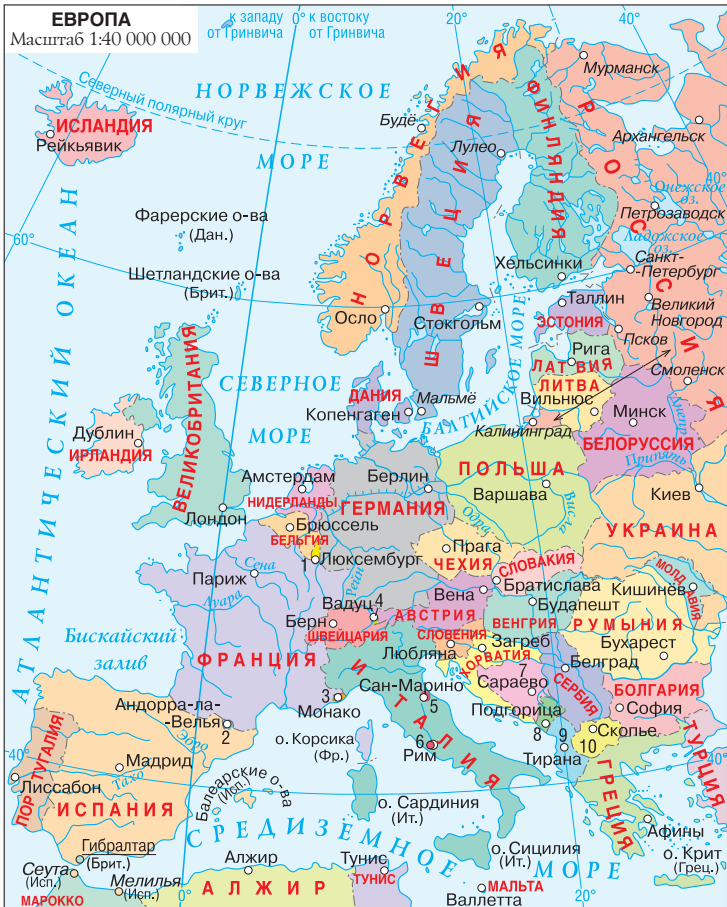 ЕВРОПА
Масштаб 1:40 000 000
к западу от Гринвича
0°
к востоку от Гринвича
20°
40°
Северный полярный круг
НОРВЕЖСКОЕ
МОРЕ
ИСЛАНДИЯ
Рейкьявик
Мурманск
Будё
Лулео
Архангельск
40°
НОРВЕГИЯ
ШВЕЦИЯ
ФИНЛЯНДИЯ
РОССИЯ
Фарерские о-ва
(Дан.)
Онежское
оз.
Петрозаводск
60°
Ладожское
оз.
Шетландские о-ва
(Брит.)
Хельсинки
Санкт-
-Петербург
Осло
Стокгольм
Таллин
ЭСТОНИЯ
Великий
Новгород
Псков
АТЛАНТИЧЕСКИЙ ОКЕАН
СЕВЕРНОЕ
МОРЕ
БАЛТИЙСКОЕ МОРЕ
Рига
ЛАТВИЯ
ЛИТВА
Смоленск
ДАНИЯ
Мальмё
Копенгаген
Вильнюс
Минск
Днепр
Калининград
БЕЛОРУССИЯ
Припять
ВЕЛИКОБРИТАНИЯ
Дублин
ИРЛАНДИЯ
Лондон
Амстердам
НИДЕРЛАНДЫ
Берлин
ГЕРМАНИЯ
ПОЛЬША
Варшава
Висла
Одра
Киев
УКРАИНА
Брюссель
БЕЛЬГИЯ
1
Люксембург
Прага
ЧЕХИЯ
СЛОВАКИЯ
Братислава
Сена
Париж
Луара
Рейн
Вадуц
4
Вена
АВСТРИЯ
Будапешт
ВЕНГРИЯ
Кишинёв
МОЛДАВИЯ
РУМЫНИЯ
Бухарест
Берн
ШВЕЙЦАРИЯ
СЛОВЕНИЯ
Любляна
Загреб
ХОРВАТИЯ
Белград
Бискайский
залив
ФРАНЦИЯ
ИТАЛИЯ
Сан-Марино
5
3
Монако
7
Сараево
СЕРБИЯ
БОЛГАРИЯ
София
Подгорица
8
9
10
Скопье
Тирана
ТУРЦИЯ
Андорра-ла-
-Велья
2
Эбро
о. Корсика
(Фр.)
6
Рим
40°
ПОРТУГАЛИЯ
Мадрид
Тахо
Лиссабон
ИСПАНИЯ
Балеарские о-ва
(Исп.)
о. Сардиния
(Ит.)
ГРЕЦИЯ
40°
Афины
СРЕДИЗЕМНОЕ
МОРЕ
Гибралтар
(Брит.)
Сеута
(Исп.)
Мелилья
(Исп.)
МАРОККО
0°
Алжир
АЛЖИР
Тунис
ТУНИС
о. Сицилия
(Ит.)
МАЛЬТА
Валлетта
20°
о. Крит
(Грец.)